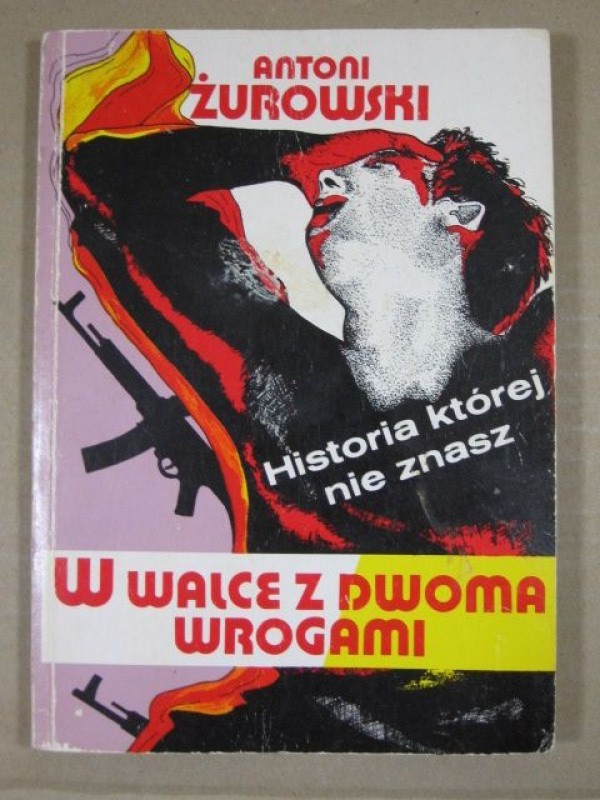 ANTONI
ŻUROWSKI
Historia której
nie znasz
W WALCE Z DWOMA
WROGAMI